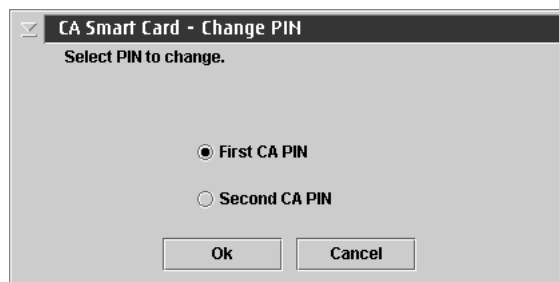 CA Smart Card - Change PIN
Select PIN to change.
First CA PIN
Second CA PIN
Ok Cancel